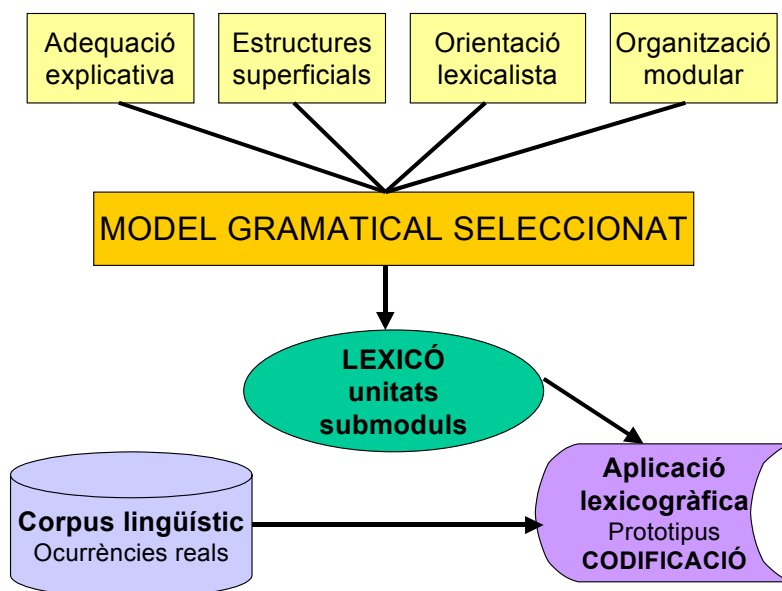 Adequació
explicativa
Estructures
superficials
Orientació
lexicalista
Organització
modular
MODEL GRAMATICAL SELECCIONAT
LEXICÓ
unitats
submoduls
Corpus lingüístic
Ocurrències reals
Aplicació
lexicogràfica
Prototipus
CODIFICACIÓ